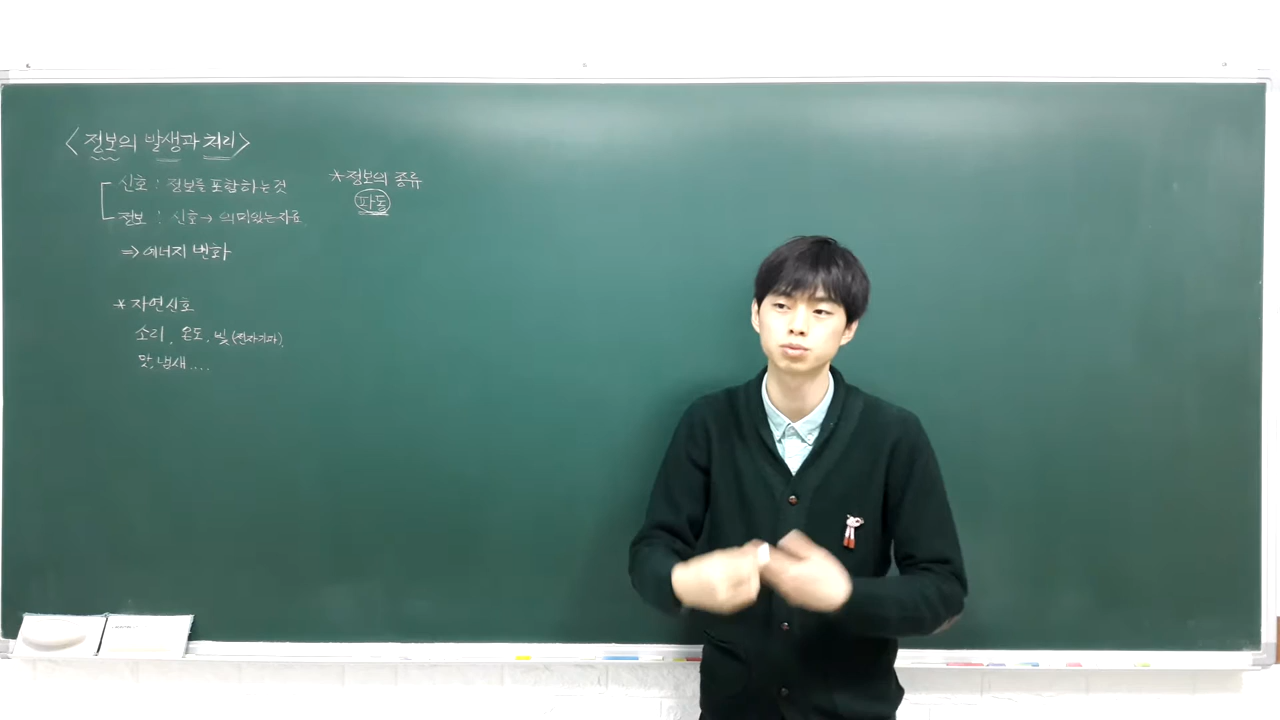 <정보의 발생과 처리>
신호 : 정보를 포함하는 것
정보 : 신호→ 의미있는 자료
⇒ 에너지 변화
* 자연신호
소리, 온도, 빛(전자기파),
맛, 냄새....
* 정보의 종류
파동